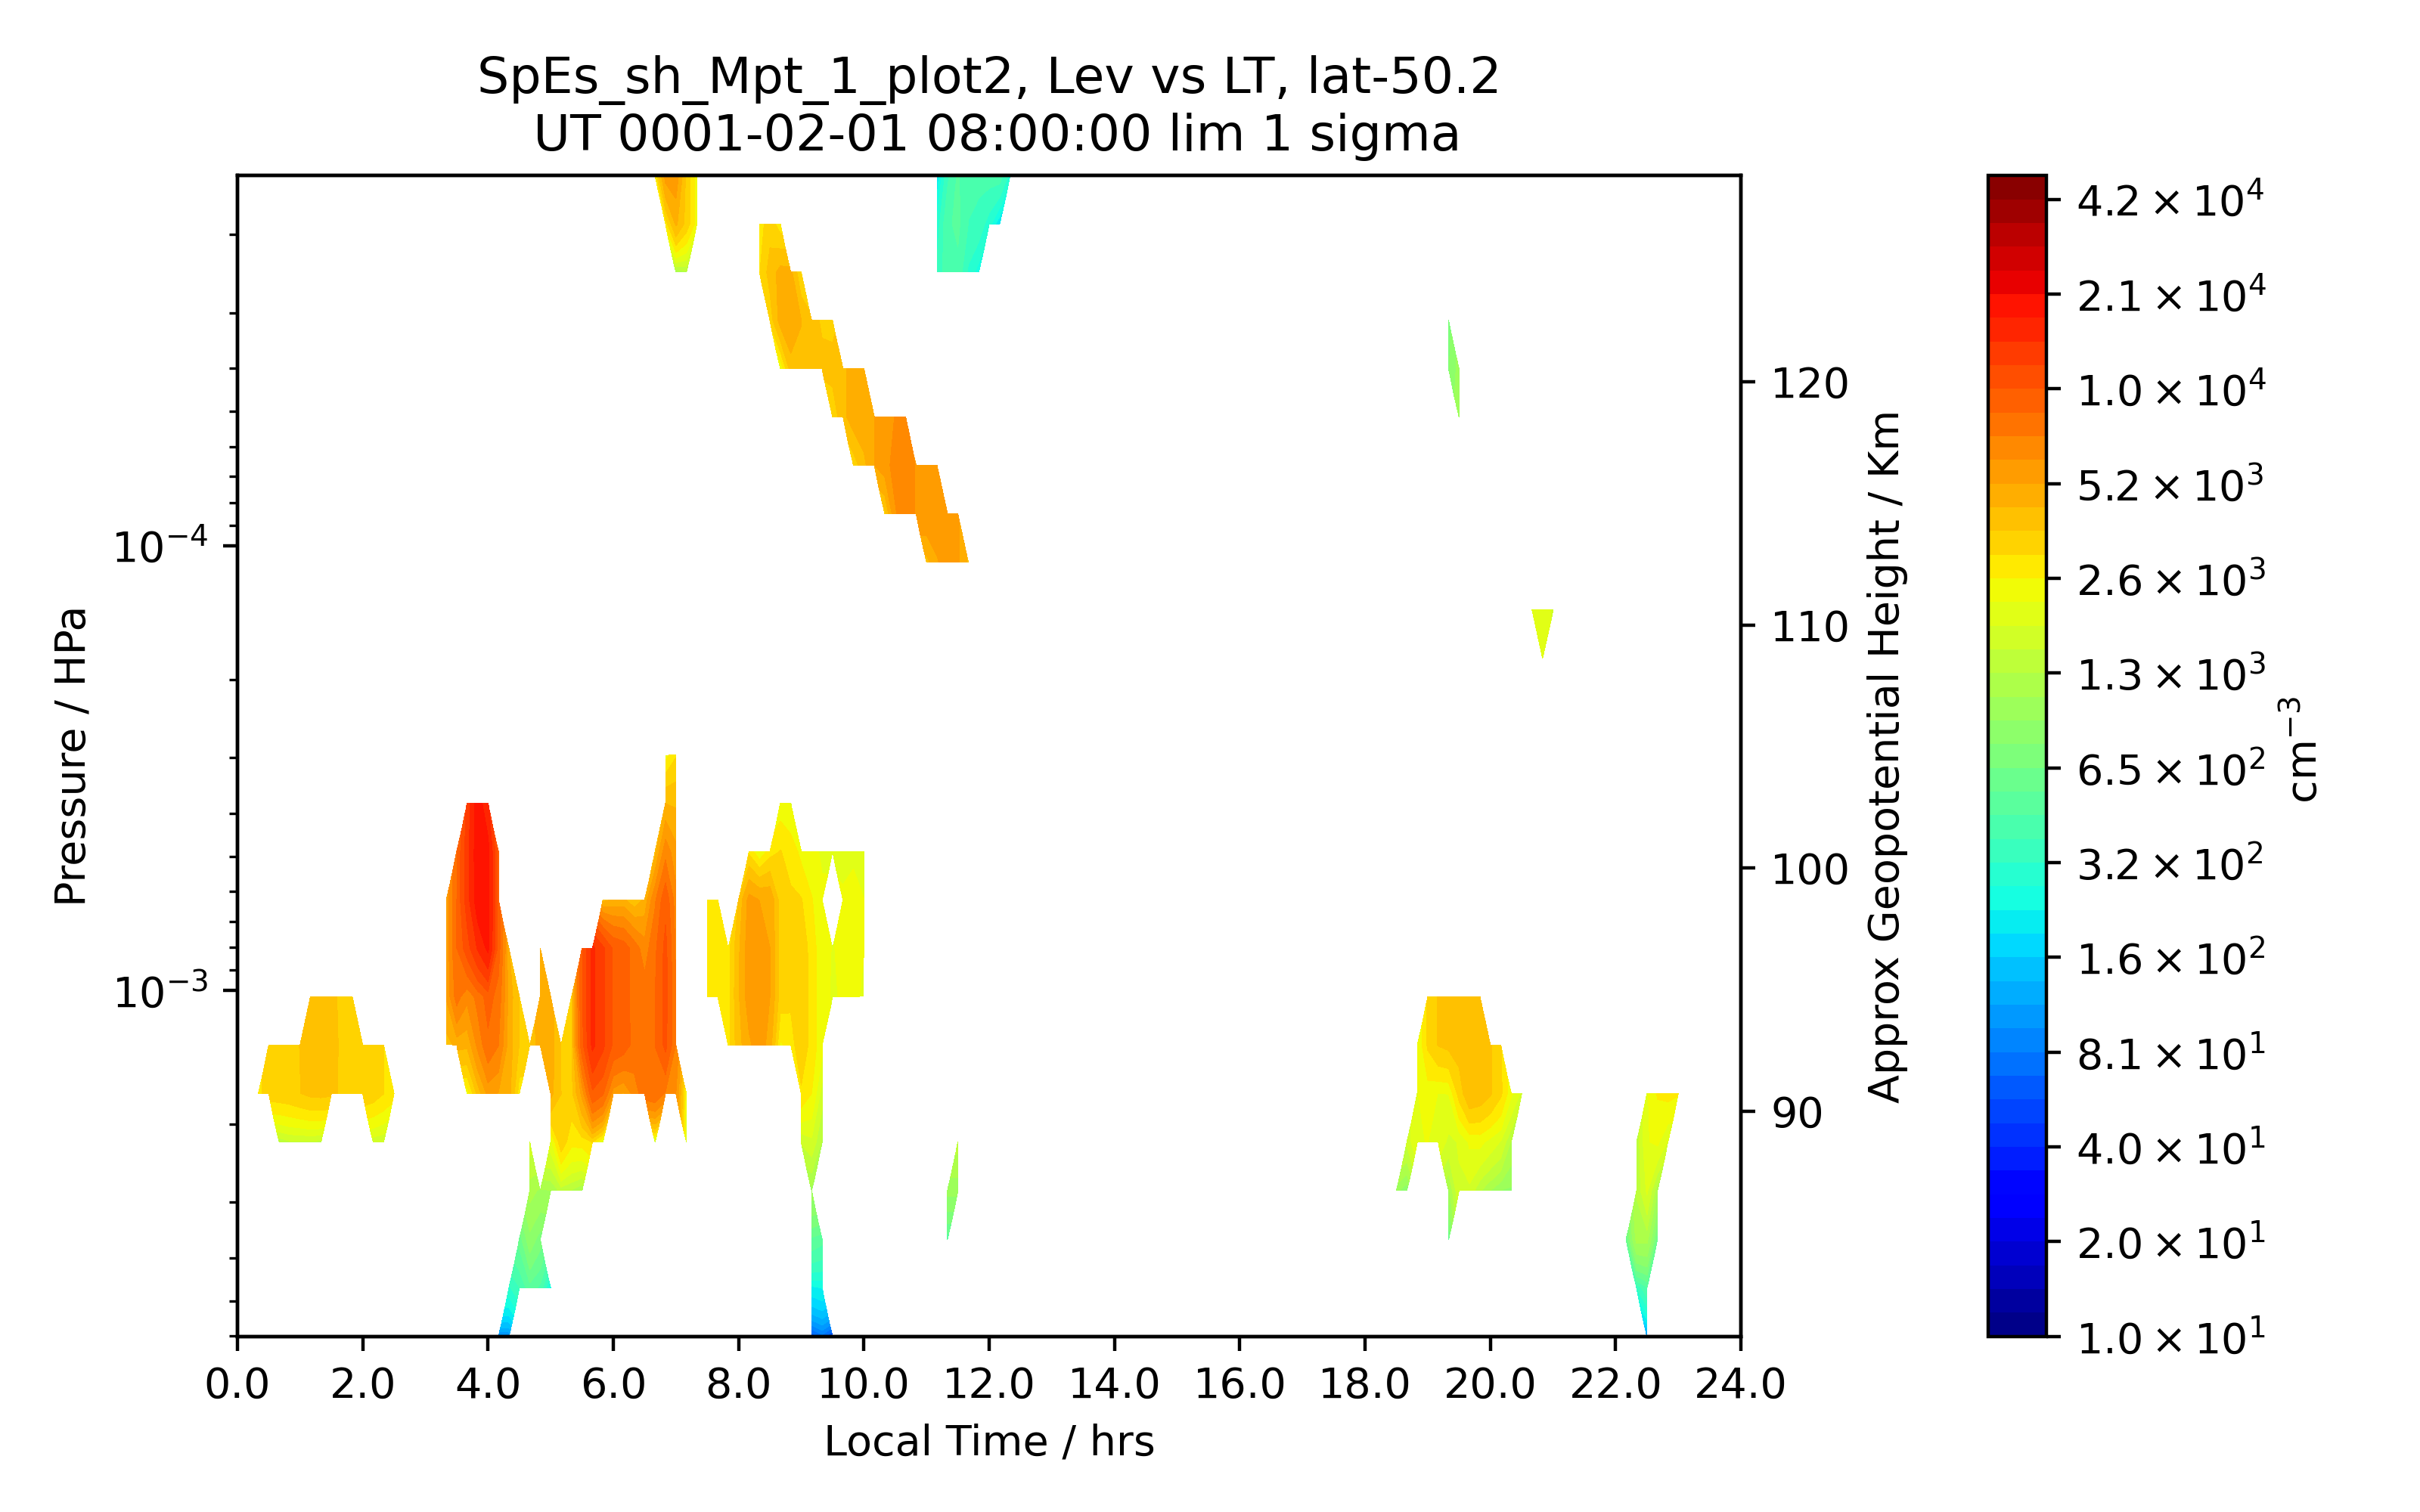 SpEs_sh_Mpt_1_plot2, Lev vs LT, lat-50.2
UT 0001-02-01 08:00:00 lim 1 sigma
Pressure / HPa
10⁻⁴
10⁻³
0.0 2.0 4.0 6.0 8.0 10.0 12.0 14.0 16.0 18.0 20.0 22.0 24.0
Local Time / hrs
120
110
100
90
Approx Geopotential Height / Km
4.2 × 10⁴
2.1 × 10⁴
1.0 × 10⁴
5.2 × 10³
2.6 × 10³
1.3 × 10³
6.5 × 10²
3.2 × 10²
1.6 × 10²
8.1 × 10¹
4.0 × 10¹
2.0 × 10¹
1.0 × 10¹
cm⁻³